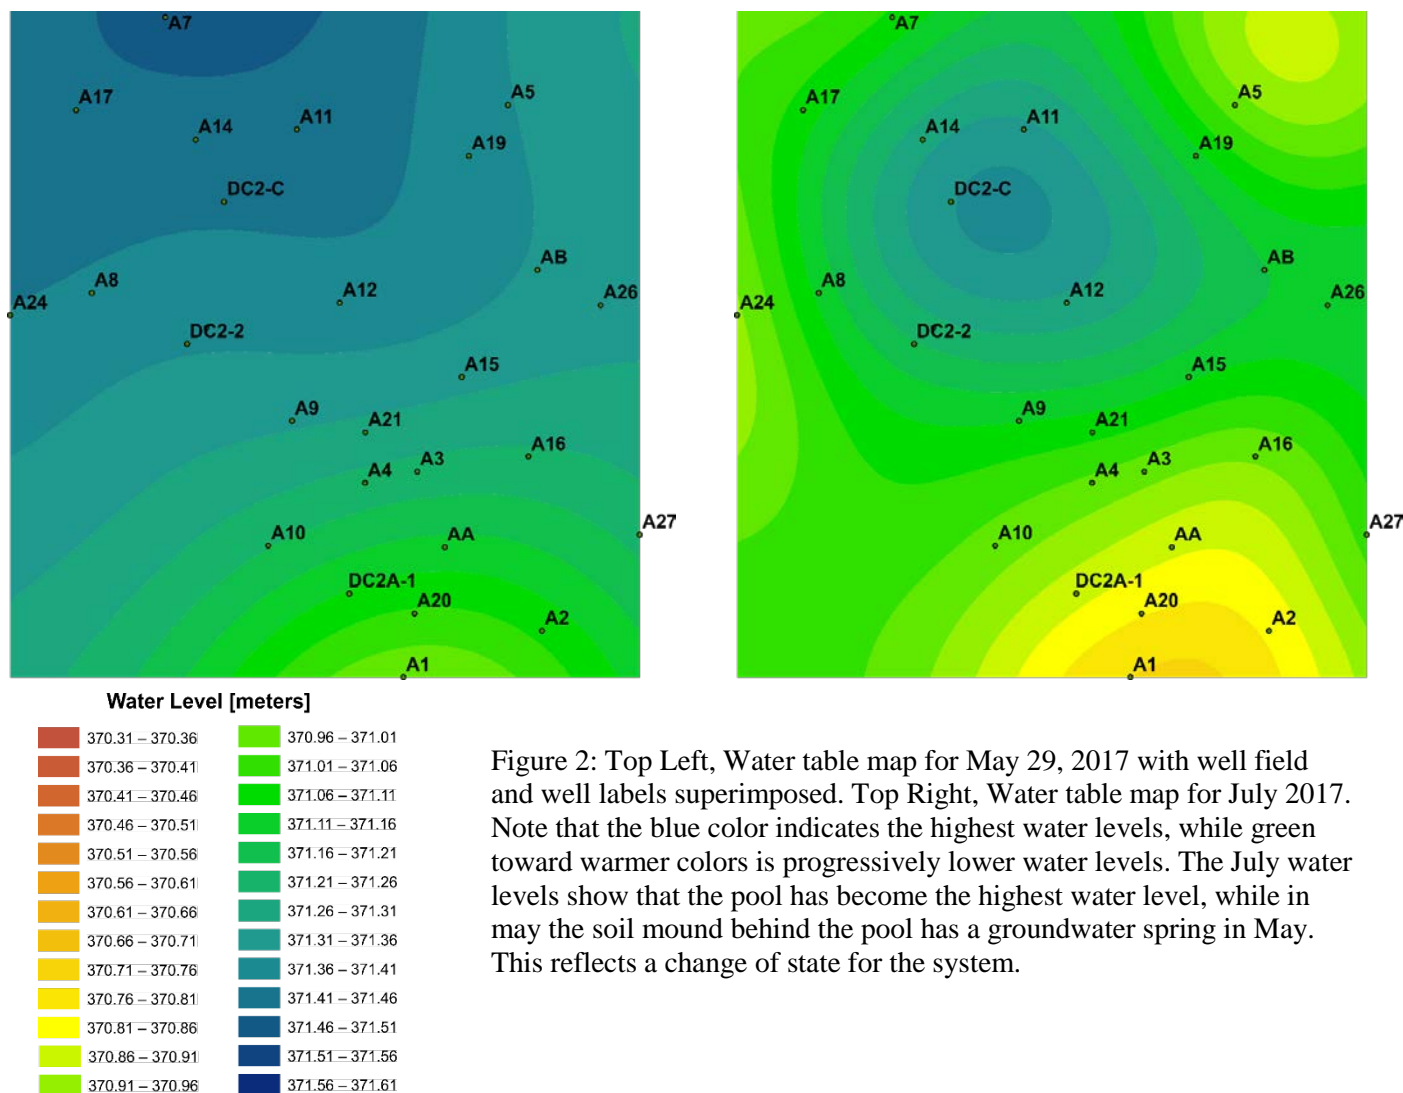 A7
A17
A5
A14
A11
A19
DC2-C
AB
A8
A24
A12
A26
DC2-2
A15
A9
A21
A16
A4
A3
A27
A10
AA
DC2A-1
A20
A2
A1
A7
A17
A5
A14
A11
A19
DC2-C
AB
A8
A24
A12
A26
DC2-2
A15
A9
A21
A16
A4
A3
A27
A10
AA
DC2A-1
A20
A2
A1
Water Level [meters]
370.31 – 370.36
370.36 – 370.41
370.41 – 370.46
370.46 – 370.51
370.51 – 370.56
370.56 – 370.61
370.61 – 370.66
370.66 – 370.71
370.71 – 370.76
370.76 – 370.81
370.81 – 370.86
370.86 – 370.91
370.91 – 370.96
370.96 – 371.01
371.01 – 371.06
371.06 – 371.11
371.11 – 371.16
371.16 – 371.21
371.21 – 371.26
371.26 – 371.31
371.31 – 371.36
371.36 – 371.41
371.41 – 371.46
371.46 – 371.51
371.51 – 371.56
371.56 – 371.61
Figure 2: Top Left, Water table map for May 29, 2017 with well field
and well labels superimposed. Top Right, Water table map for July 2017.
Note that the blue color indicates the highest water levels, while green
toward warmer colors is progressively lower water levels. The July water
levels show that the pool has become the highest water level, while in
may the soil mound behind the pool has a groundwater spring in May.
This reflects a change of state for the system.